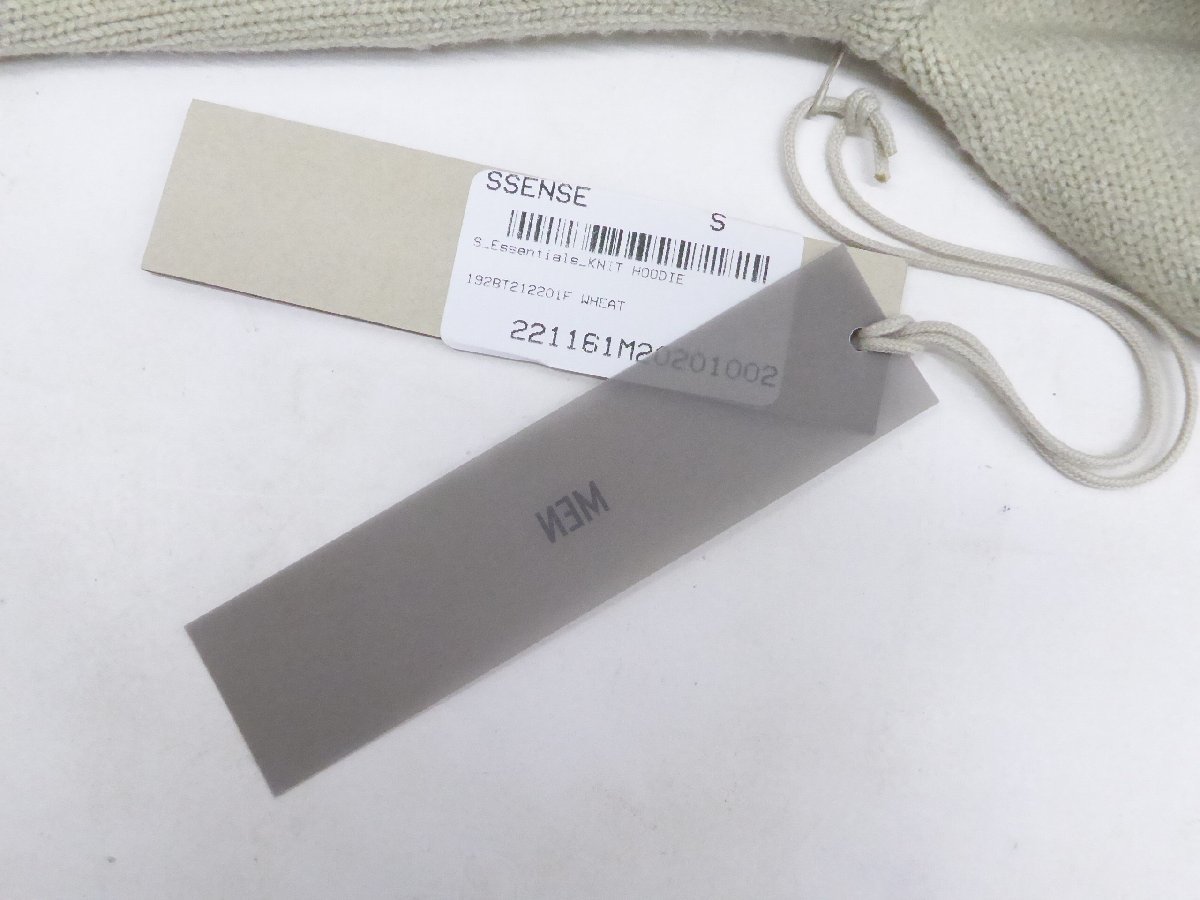 SSENSE
S
S_Essentials_KNIT HOODIE
192BT212201F WHEAT
221161M20201002
MEN